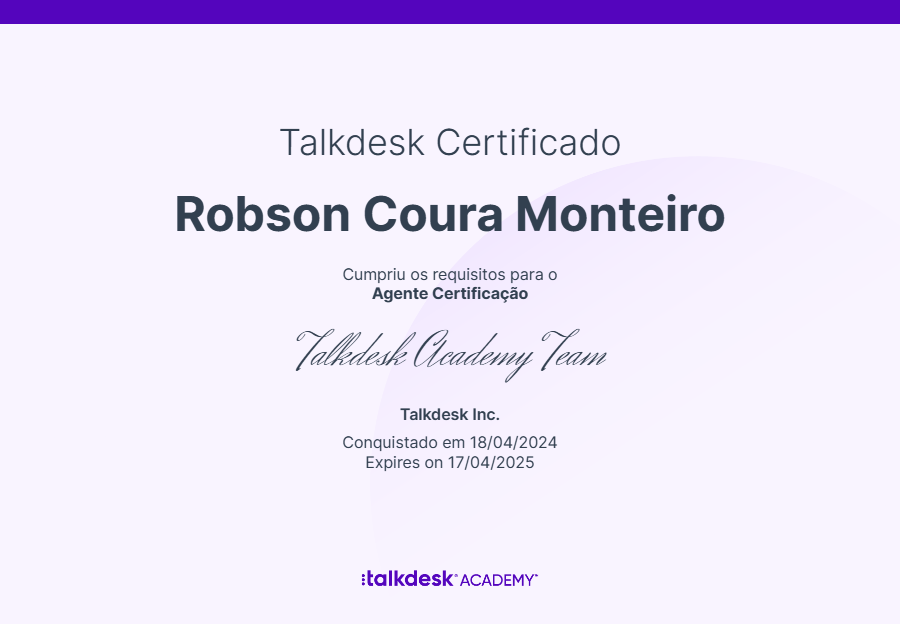 Talkdesk Certificado
Robson Coura Monteiro
Cumpriu os requisitos para o
Agente Certificação
Talkdesk Academy Team
Talkdesk Inc.
Conquistado em 18/04/2024
Expires on 17/04/2025
:talkdesk® ACADEMY™